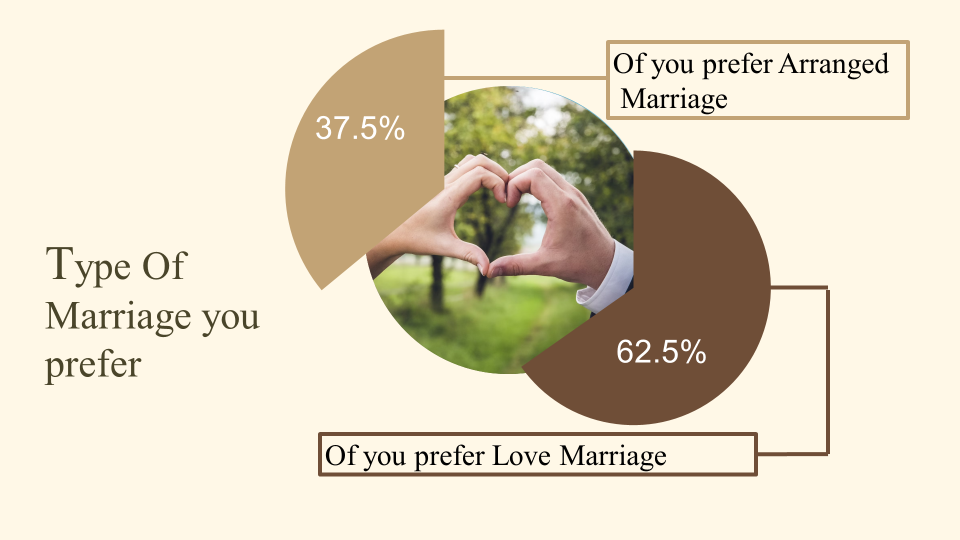 Type Of
Marriage you
prefer
37.5%
Of you prefer Arranged
Marriage
62.5%
Of you prefer Love Marriage